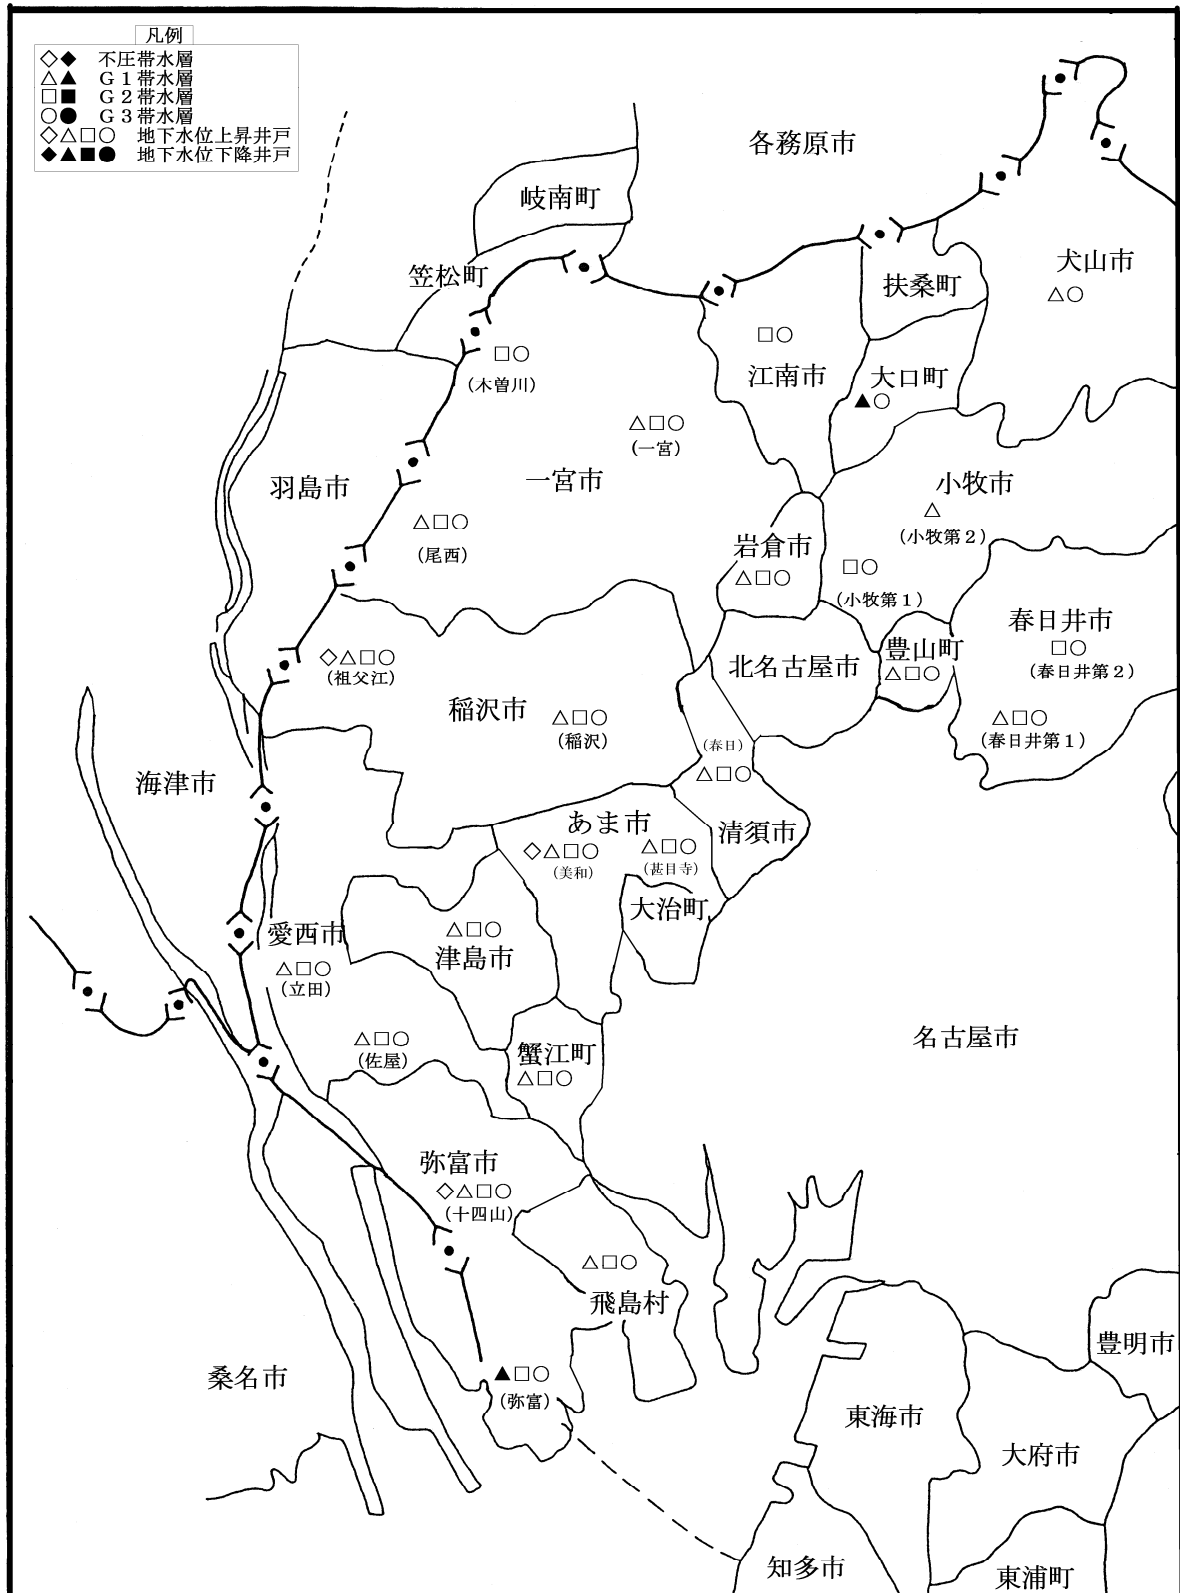 凡例
◇◆ 不圧帯水層
△▲ Ｇ１帯水層
□■ Ｇ２帯水層
○● Ｇ３帯水層
◇△□○ 地下水位上昇井戸
◆▲■● 地下水位下降井戸
各務原市
岐南町
笠松町
犬山市
△○
扶桑町
□○
江南市
大口町
▲○
□○
(木曽川)
△□○
(一宮)
一宮市
羽島市
△□○
(尾西)
小牧市
△
(小牧第２)
岩倉市
△□○
□○
(小牧第１)
春日井市
□○
(春日井第２)
△□○
(春日井第１)
豊山町
△□○
北名古屋市
◇△□○
(祖父江)
稲沢市
△□○
(稲沢)
(春日)
△□○
清須市
海津市
あま市
◇△□○
(美和)
△□○
(甚目寺)
大治町
愛西市
△□○
(立田)
△□○
津島市
△□○
(佐屋)
蟹江町
△□○
名古屋市
弥富市
◇△□○
(十四山)
△□○
飛島村
▲□○
(弥富)
桑名市
豊明市
東海市
大府市
知多市
東浦町